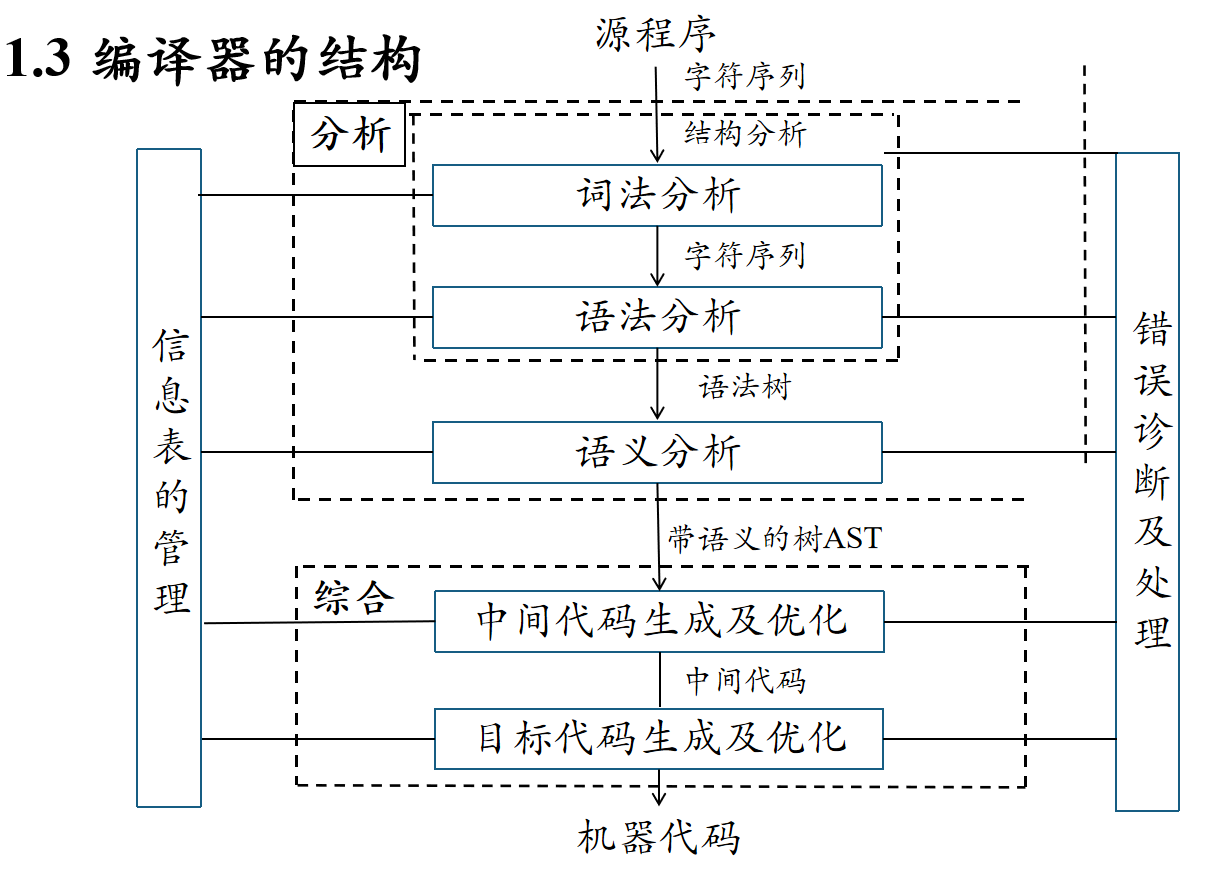 1.3 编译器的结构
源程序
字符序列
分析
结构分析
词法分析
字符序列
语法分析
语法树
语义分析
带语义的树AST
综合
中间代码生成及优化
中间代码
目标代码生成及优化
机器代码
信息表的管理
错误诊断及处理